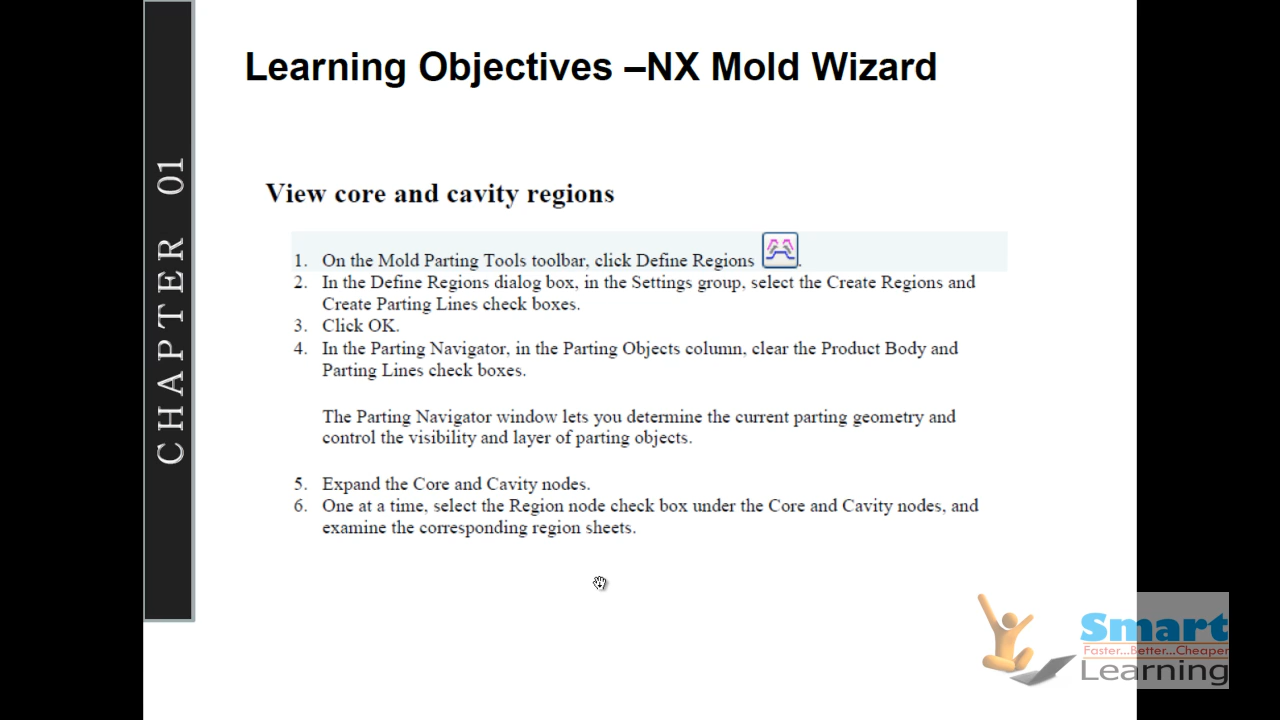 Learning Objectives –NX Mold Wizard
CHAPTER 01
View core and cavity regions
1. On the Mold Parting Tools toolbar, click Define Regions .
2. In the Define Regions dialog box, in the Settings group, select the Create Regions and
Create Parting Lines check boxes.
3. Click OK.
4. In the Parting Navigator, in the Parting Objects column, clear the Product Body and
Parting Lines check boxes.
The Parting Navigator window lets you determine the current parting geometry and
control the visibility and layer of parting objects.
5. Expand the Core and Cavity nodes.
6. One at a time, select the Region node check box under the Core and Cavity nodes, and
examine the corresponding region sheets.
Smart
Faster...Better...Cheaper
Learning